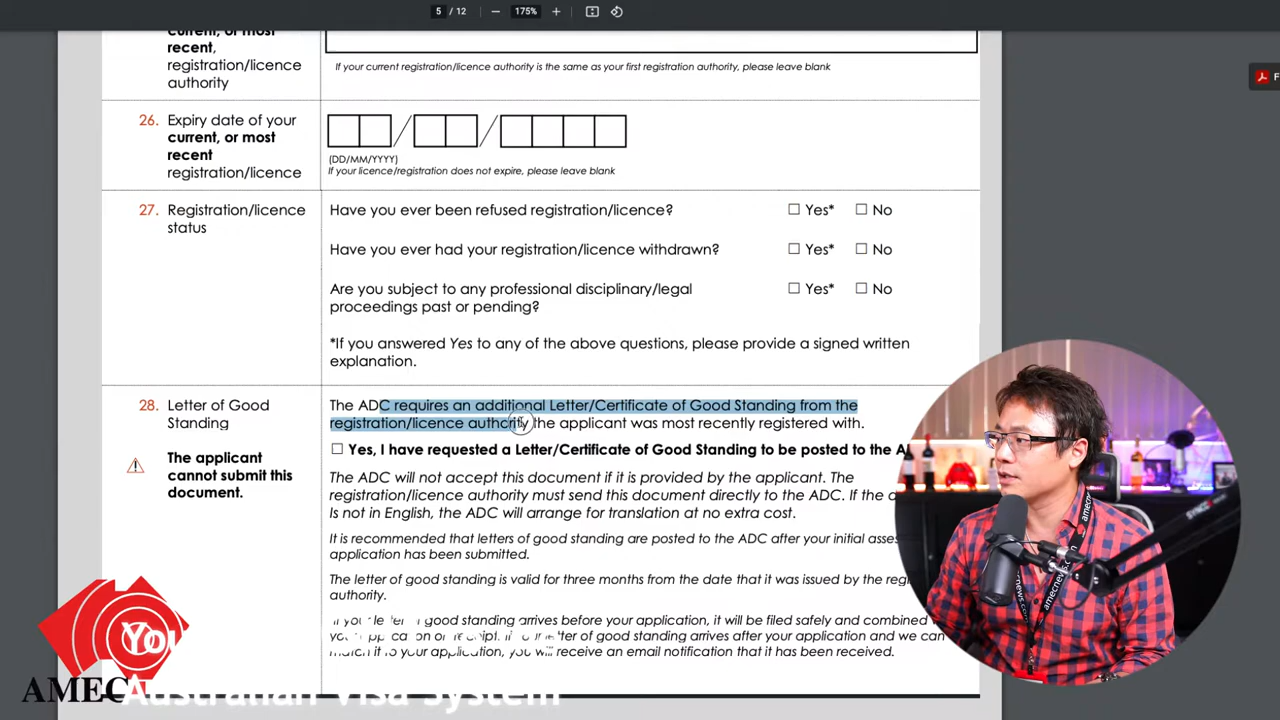 5 / 12
175%
current, or most
recent,
registration/licence
authority
If your current registration/licence authority is the same as your first registration authority, please leave blank
26. Expiry date of your
current, or most
recent
registration/licence
(DD/MM/YYYY)
If your licence/registration does not expire, please leave blank
27. Registration/licence
status
Have you ever been refused registration/licence? Yes* No
Have you ever had your registration/licence withdrawn? Yes* No
Are you subject to any professional disciplinary/legal
proceedings past or pending? Yes* No
*If you answered Yes to any of the above questions, please provide a signed written
explanation.
28. Letter of Good
Standing
The applicant
cannot submit this
document.
The ADC requires an additional Letter/Certificate of Good Standing from the
registration/licence authority the applicant was most recently registered with.
Yes, I have requested a Letter/Certificate of Good Standing to be posted to the
The ADC will not accept this document if it is provided by the applicant. The
registration/licence authority must send this document directly to the ADC. If the
is not in English, the ADC will arrange for translation at no extra cost.
It is recommended that letters of good standing are posted to the ADC after your initial
application has been submitted.
The letter of good standing is valid for three months from the date that it was issued by the
authority.
good standing arrives before your application, it will be filed safely and combined
of good standing arrives after your application and we can
to your application, you will receive an email notification that it has been received.
AMEC
Australian Visa System
amecnews.com